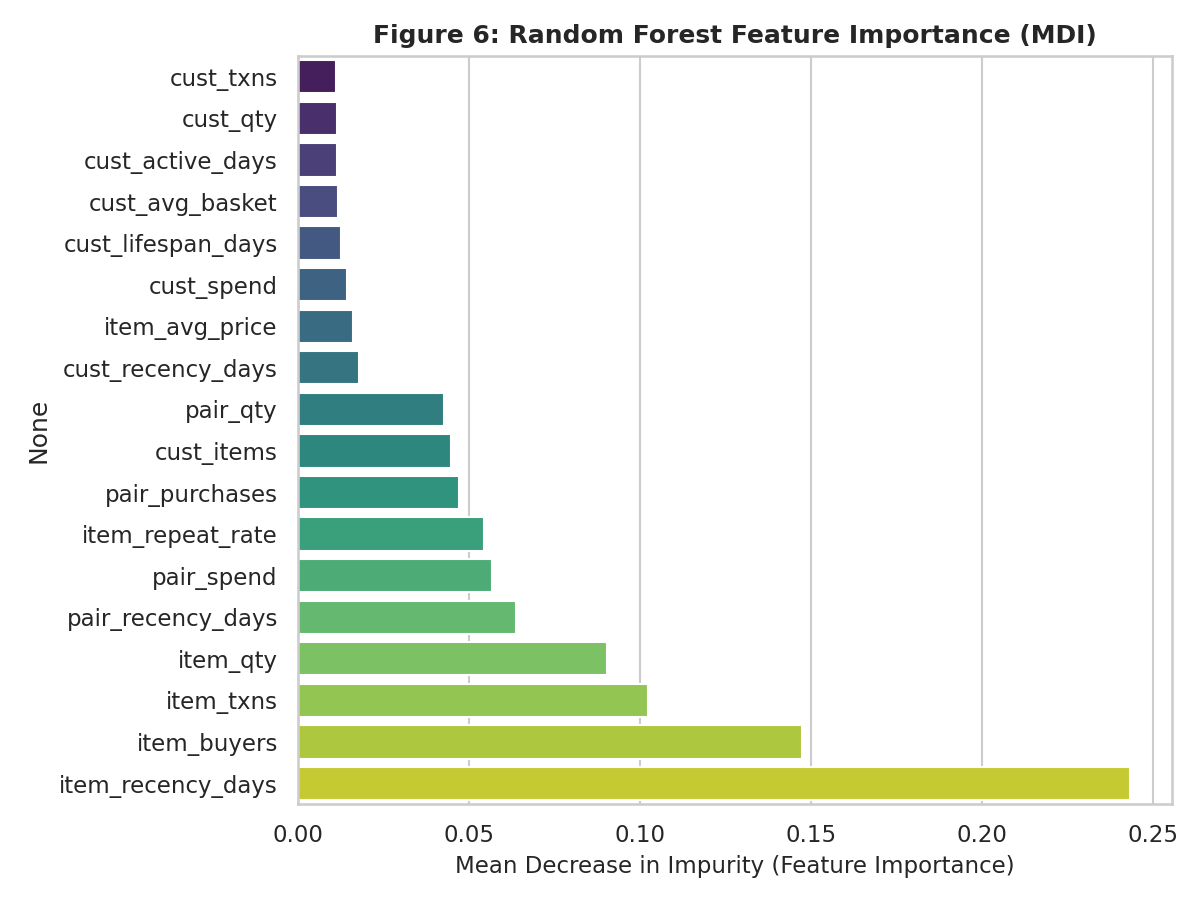 Figure 6: Random Forest Feature Importance (MDI)
cust_txns
cust_qty
cust_active_days
cust_avg_basket
cust_lifespan_days
cust_spend
item_avg_price
cust_recency_days
pair_qty
cust_items
pair_purchases
item_repeat_rate
pair_spend
pair_recency_days
item_qty
item_txns
item_buyers
item_recency_days
None
0.00 0.05 0.10 0.15 0.20 0.25
Mean Decrease in Impurity (Feature Importance)